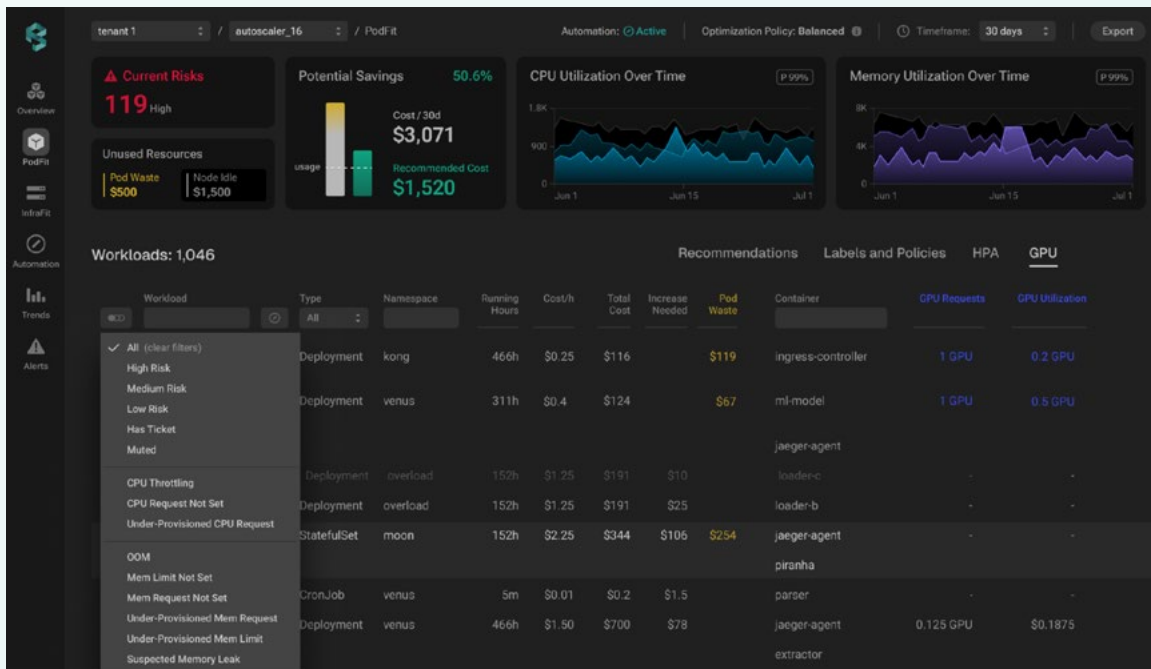 tenant 1 / autoscaler_16 / PodFit
Automation: Active
Optimization Policy: Balanced
Timeframe: 30 days
Export
Overview
PodFit
InfraFit
Automation
Trends
Alerts
Current Risks
119 High
Unused Resources
Pod Waste
$500
Node Idle
$1,500
Potential Savings 50.6%
usage
Cost / 30d
$3,071
Recommended Cost
$1,520
CPU Utilization Over Time P 99%
1.8K
900
0
Jun 1 Jun 15 Jul 1
Memory Utilization Over Time P 99%
8K
4K
0
Jun 1 Jun 15 Jul 1
Workloads: 1,046
Recommendations Labels and Policies HPA GPU
Workload Type Namespace Running Hours Cost/h Total Cost Increase Needed Pod Waste Container GPU Requests GPU Utilization
All
All (clear filters)
High Risk
Medium Risk
Low Risk
Has Ticket
Muted
CPU Throttling
CPU Request Not Set
Under-Provisioned CPU Request
OOM
Mem Limit Not Set
Mem Request Not Set
Under-Provisioned Mem Request
Under-Provisioned Mem Limit
Suspected Memory Leak
Deployment kong 466h $0.25 $116 $119 ingress-controller 1 GPU 0.2 GPU
Deployment venus 311h $0.4 $124 $67 ml-model 1 GPU 0.5 GPU
jaeger-agent
Deployment overload 152h $1.25 $191 $10 loader-c - -
Deployment overload 152h $1.25 $191 $25 loader-b - -
StatefulSet moon 152h $2.25 $344 $106 $254 jaeger-agent - -
piranha
CronJob venus 5m $0.01 $0.2 $1.5 parser - -
Deployment venus 466h $1.50 $700 $78 jaeger-agent 0.125 GPU $0.1875
extractor